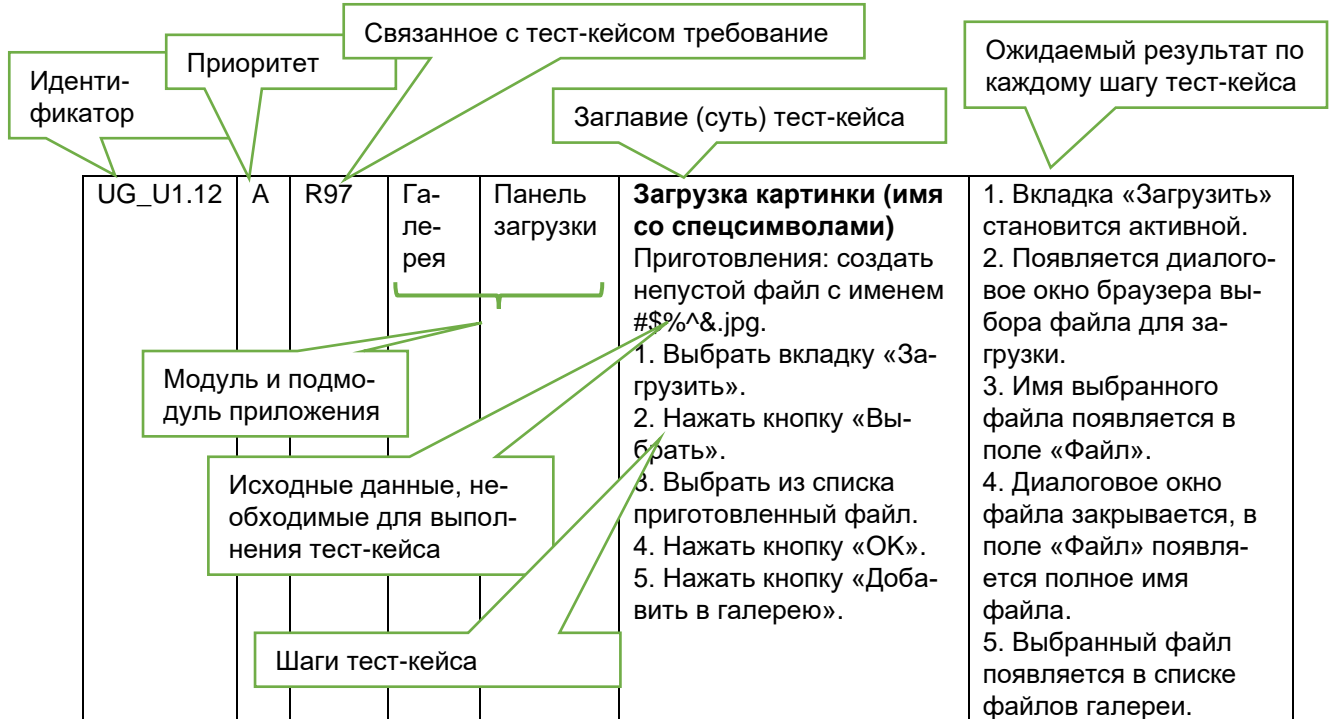 Связанное с тест-кейсом требование
Приоритет
Иденти-
фикатор
Заглавие (суть) тест-кейса
Ожидаемый результат по
каждому шагу тест-кейса
UG_U1.12
A
R97
Га-
ле-
рея
Панель
загрузки
Загрузка картинки (имя
со спецсимволами)
Приготовления: создать
непустой файл с именем
#$%^&.jpg.
1. Выбрать вкладку «За-
грузить».
2. Нажать кнопку «Вы-
брать».
3. Выбрать из списка
приготовленный файл.
4. Нажать кнопку «OK».
5. Нажать кнопку «Доба-
вить в галерею».
1. Вкладка «Загрузить»
становится активной.
2. Появляется диалого-
вое окно браузера вы-
бора файла для за-
грузки.
3. Имя выбранного
файла появляется в
поле «Файл».
4. Диалоговое окно
файла закрывается, в
поле «Файл» появля-
ется полное имя
файла.
5. Выбранный файл
появляется в списке
файлов галереи.
Модуль и подмо-
дуль приложения
Исходные данные, не-
обходимые для выпол-
нения тест-кейса
Шаги тест-кейса